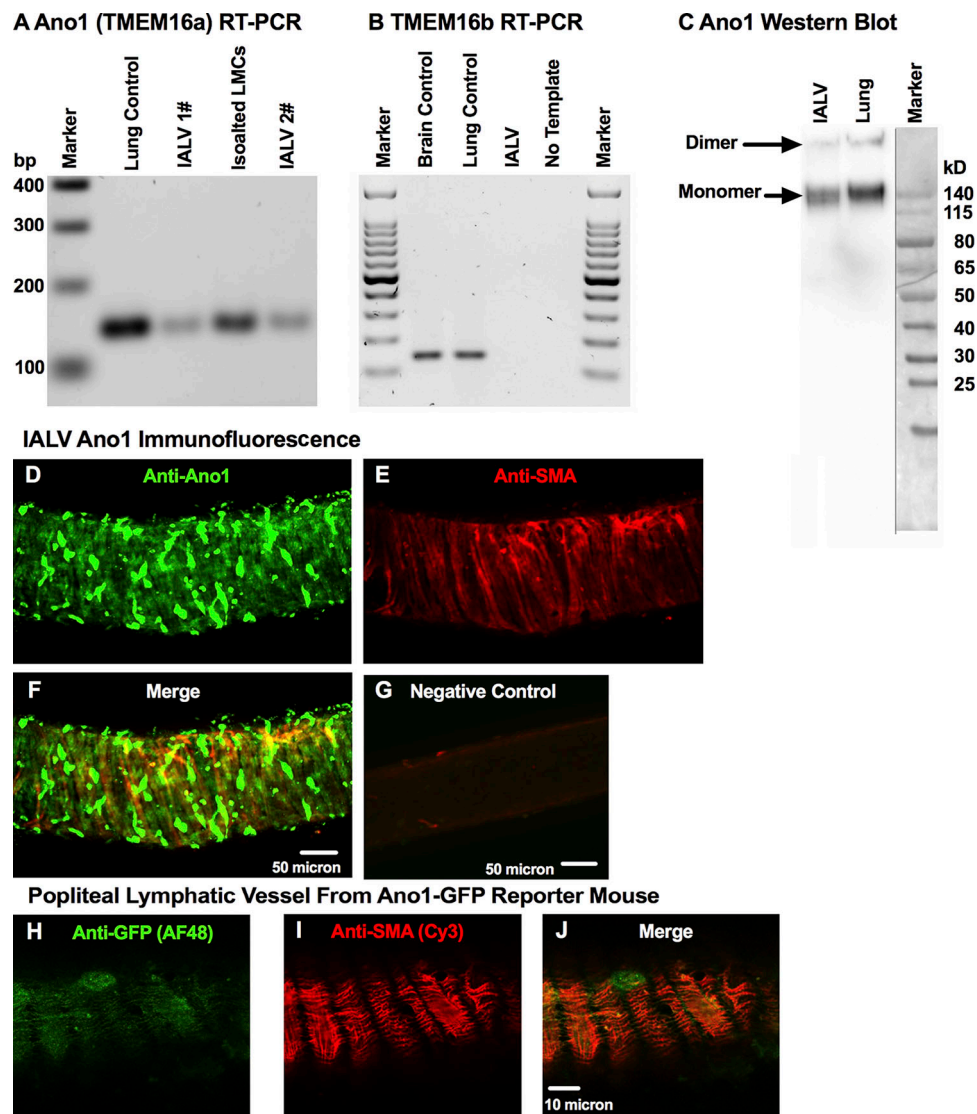 A Ano1 (TMEM16a) RT-PCR
bp
Marker
Lung Control
IALV 1#
Isoalted LMCs
IALV 2#
400
300
200
100
B TMEM16b RT-PCR
Marker
Brain Control
Lung Control
IALV
No Template
Marker
C Ano1 Western Blot
IALV
Lung
Marker
Dimer
Monomer
kD
140
115
80
65
50
40
30
25
IALV Ano1 Immunofluorescence
D Anti-Ano1
E Anti-SMA
F Merge
50 micron
G Negative Control
50 micron
Popliteal Lymphatic Vessel From Ano1-GFP Reporter Mouse
H Anti-GFP (AF48)
I Anti-SMA (Cy3)
J Merge
10 micron